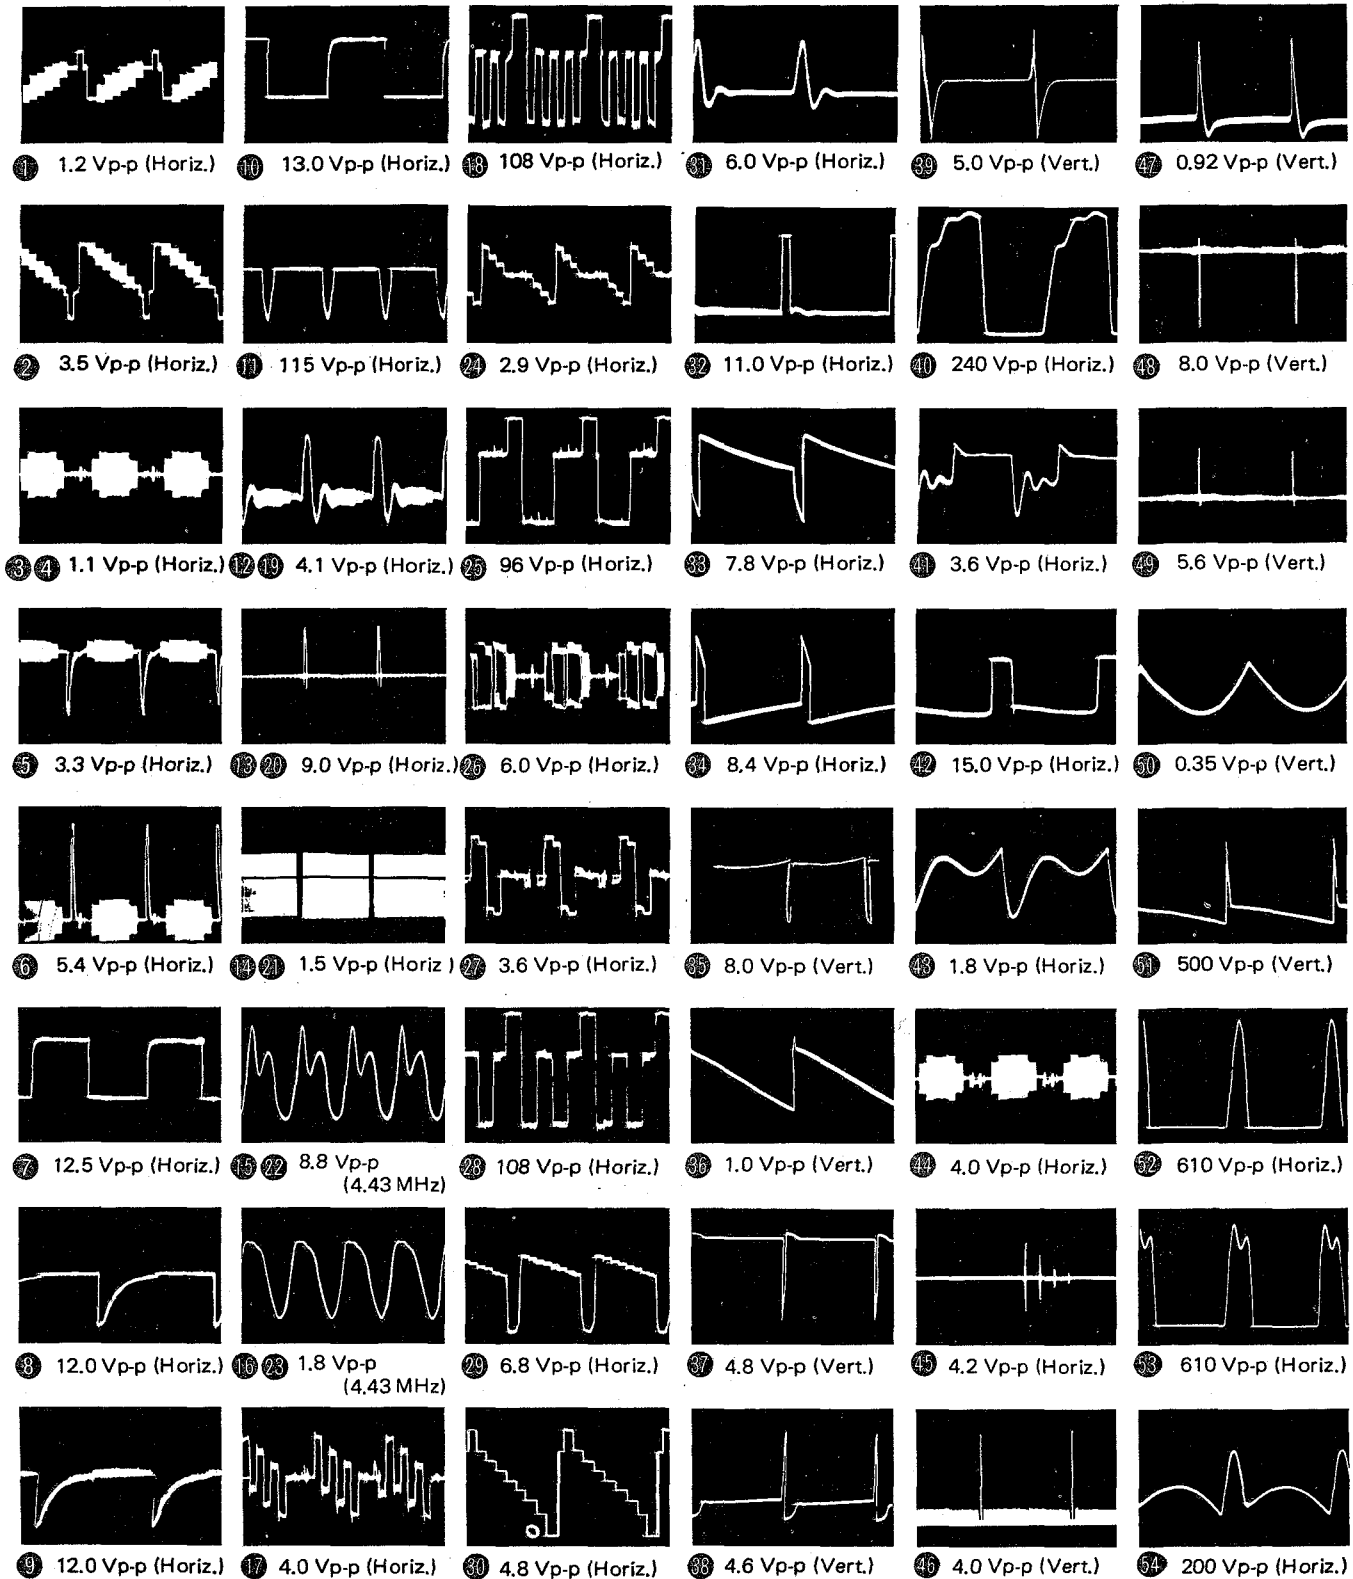 1 1.2 Vp-p (Horiz.)
10 13.0 Vp-p (Horiz.)
18 108 Vp-p (Horiz.)
31 6.0 Vp-p (Horiz.)
39 5.0 Vp-p (Vert.)
47 0.92 Vp-p (Vert.)
2 3.5 Vp-p (Horiz.)
11 115 Vp-p (Horiz.)
24 2.9 Vp-p (Horiz.)
32 11.0 Vp-p (Horiz.)
40 240 Vp-p (Horiz.)
48 8.0 Vp-p (Vert.)
3 4 1.1 Vp-p (Horiz.)
12 19 4.1 Vp-p (Horiz.)
25 96 Vp-p (Horiz.)
33 7.8 Vp-p (Horiz.)
41 3.6 Vp-p (Horiz.)
49 5.6 Vp-p (Vert.)
5 3.3 Vp-p (Horiz.)
13 20 9.0 Vp-p (Horiz.)
26 6.0 Vp-p (Horiz.)
34 8.4 Vp-p (Horiz.)
42 15.0 Vp-p (Horiz.)
50 0.35 Vp-p (Vert.)
6 5.4 Vp-p (Horiz.)
14 21 1.5 Vp-p (Horiz )
27 3.6 Vp-p (Horiz.)
35 8.0 Vp-p (Vert.)
43 1.8 Vp-p (Horiz.)
51 500 Vp-p (Vert.)
7 12.5 Vp-p (Horiz.)
15 22 8.8 Vp-p
(4.43 MHz)
28 108 Vp-p (Horiz.)
36 1.0 Vp-p (Vert.)
44 4.0 Vp-p (Horiz.)
52 610 Vp-p (Horiz.)
8 12.0 Vp-p (Horiz.)
16 23 1.8 Vp-p
(4.43 MHz)
29 6.8 Vp-p (Horiz.)
37 4.8 Vp-p (Vert.)
45 4.2 Vp-p (Horiz.)
53 610 Vp-p (Horiz.)
9 12.0 Vp-p (Horiz.)
17 4.0 Vp-p (Horiz.)
30 4.8 Vp-p (Horiz.)
38 4.6 Vp-p (Vert.)
46 4.0 Vp-p (Vert.)
54 200 Vp-p (Horiz.)